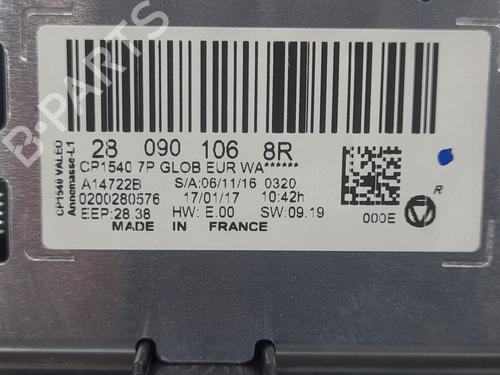 28 090 106 8R
CP1540 7P GLOB EUR WA******
A14722B S/A:06/11/16 0320
0200280576 17/01/17 10:42h
EEP:28.38 HW: E.00 SW:09.19
MADE IN FRANCE
CP1540 VALEO
Annemasse-L1
000E
R
B-PARTS